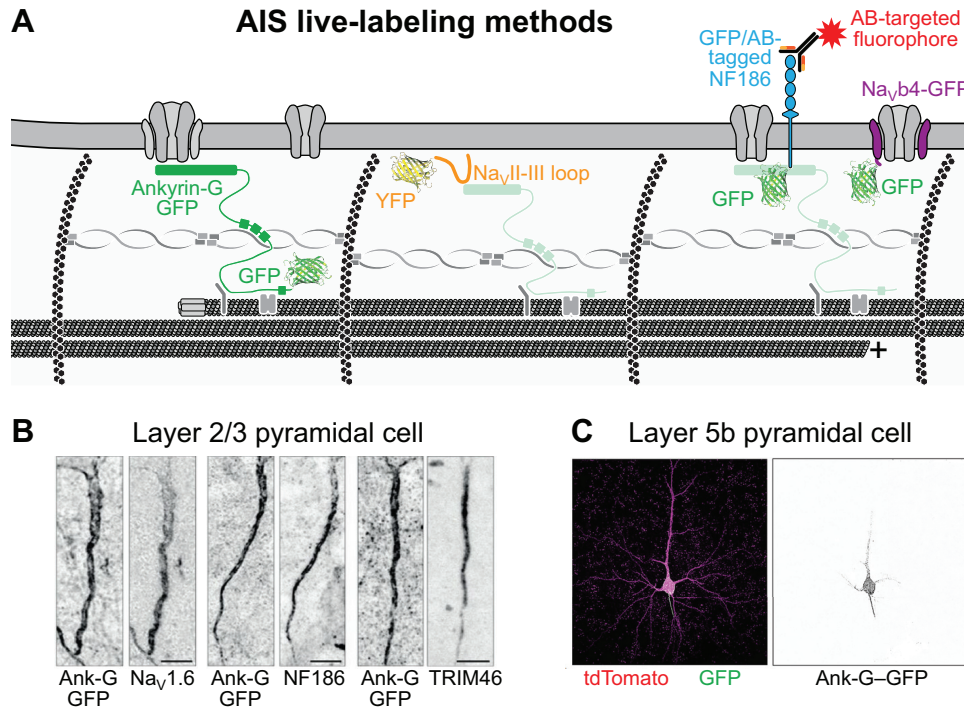 A
AIS live-labeling methods
AB-targeted
fluorophore
GFP/AB-
tagged
NF186
NaVb4-GFP
Ankyrin-G
GFP
YFP
NaVII-III loop
GFP
GFP
GFP
+
B
Layer 2/3 pyramidal cell
Ank-G
GFP
NaV1.6
Ank-G
GFP
NF186
Ank-G
GFP
TRIM46
C
Layer 5b pyramidal cell
tdTomato
GFP
Ank-G–GFP